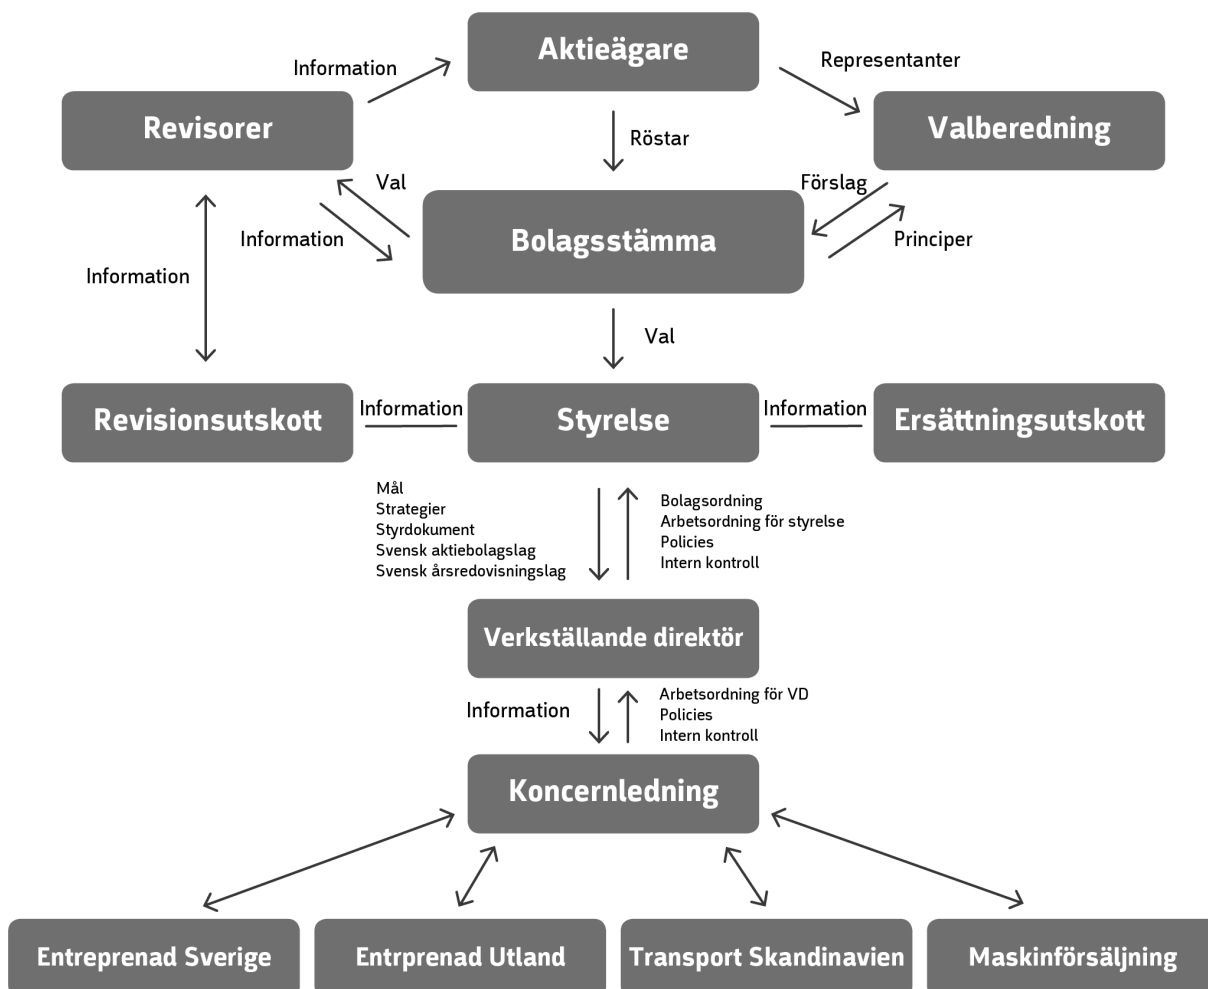 Aktieägare
Information
Representanter
Revisorer
Valberedning
Röstar
Val
Förslag
Bolagsstämma
Information
Principer
Information
Val
Revisionsutskott
Information
Styrelse
Information
Ersättningsutskott
Mål
Strategier
Styrdokument
Svensk aktiebolagslag
Svensk årsredovisningslag
Bolagsordning
Arbetsordning för styrelse
Policies
Intern kontroll
Verkställande direktör
Information
Arbetsordning för VD
Policies
Intern kontroll
Koncernledning
Entreprenad Sverige
Entrprenad Utland
Transport Skandinavien
Maskinförsäljning